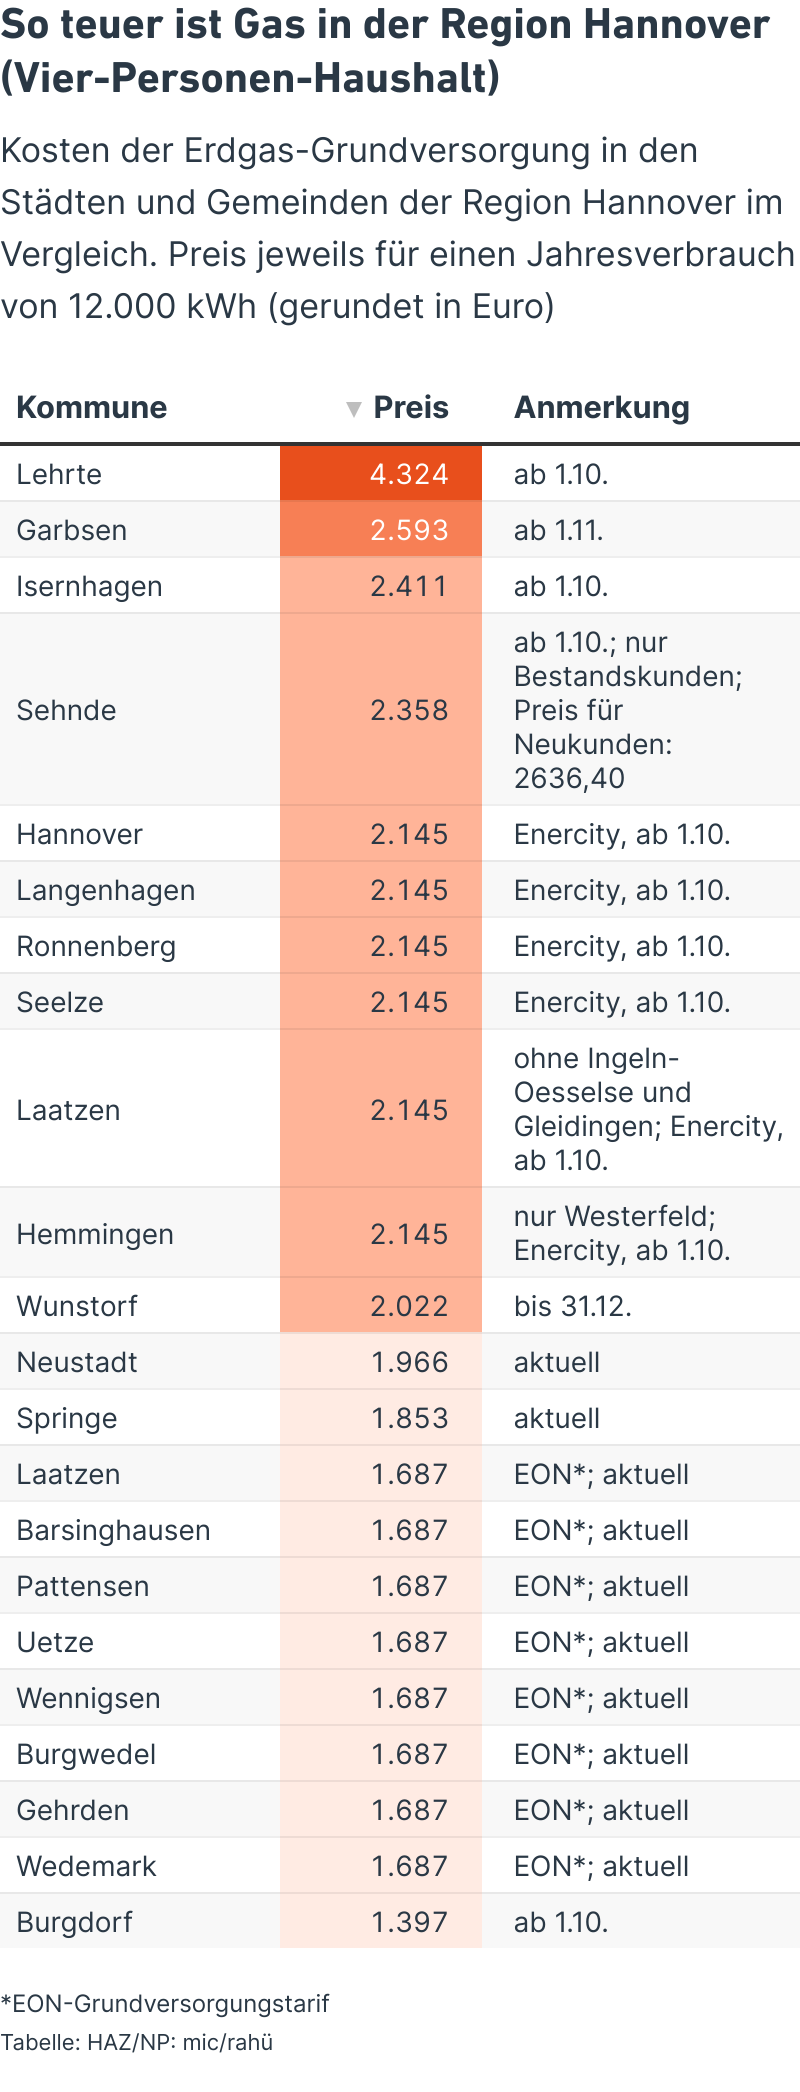 So teuer ist Gas in der Region Hannover
(Vier-Personen-Haushalt)
Kosten der Erdgas-Grundversorgung in den
Städten und Gemeinden der Region Hannover im
Vergleich. Preis jeweils für einen Jahresverbrauch
von 12.000 kWh (gerundet in Euro)
Kommune ▼ Preis Anmerkung
Lehrte 4.324 ab 1.10.
Garbsen 2.593 ab 1.11.
Isernhagen 2.411 ab 1.10.
Sehnde 2.358 ab 1.10.; nur
Bestandskunden;
Preis für
Neukunden:
2636,40
Hannover 2.145 Enercity, ab 1.10.
Langenhagen 2.145 Enercity, ab 1.10.
Ronnenberg 2.145 Enercity, ab 1.10.
Seelze 2.145 Enercity, ab 1.10.
Laatzen 2.145 ohne Ingeln-
Oesselse und
Gleidingen; Enercity,
ab 1.10.
Hemmingen 2.145 nur Westerfeld;
Enercity, ab 1.10.
Wunstorf 2.022 bis 31.12.
Neustadt 1.966 aktuell
Springe 1.853 aktuell
Laatzen 1.687 EON*; aktuell
Barsinghausen 1.687 EON*; aktuell
Pattensen 1.687 EON*; aktuell
Uetze 1.687 EON*; aktuell
Wennigsen 1.687 EON*; aktuell
Burgwedel 1.687 EON*; aktuell
Gehrden 1.687 EON*; aktuell
Wedemark 1.687 EON*; aktuell
Burgdorf 1.397 ab 1.10.
*EON-Grundversorgungstarif
Tabelle: HAZ/NP: mic/rahü